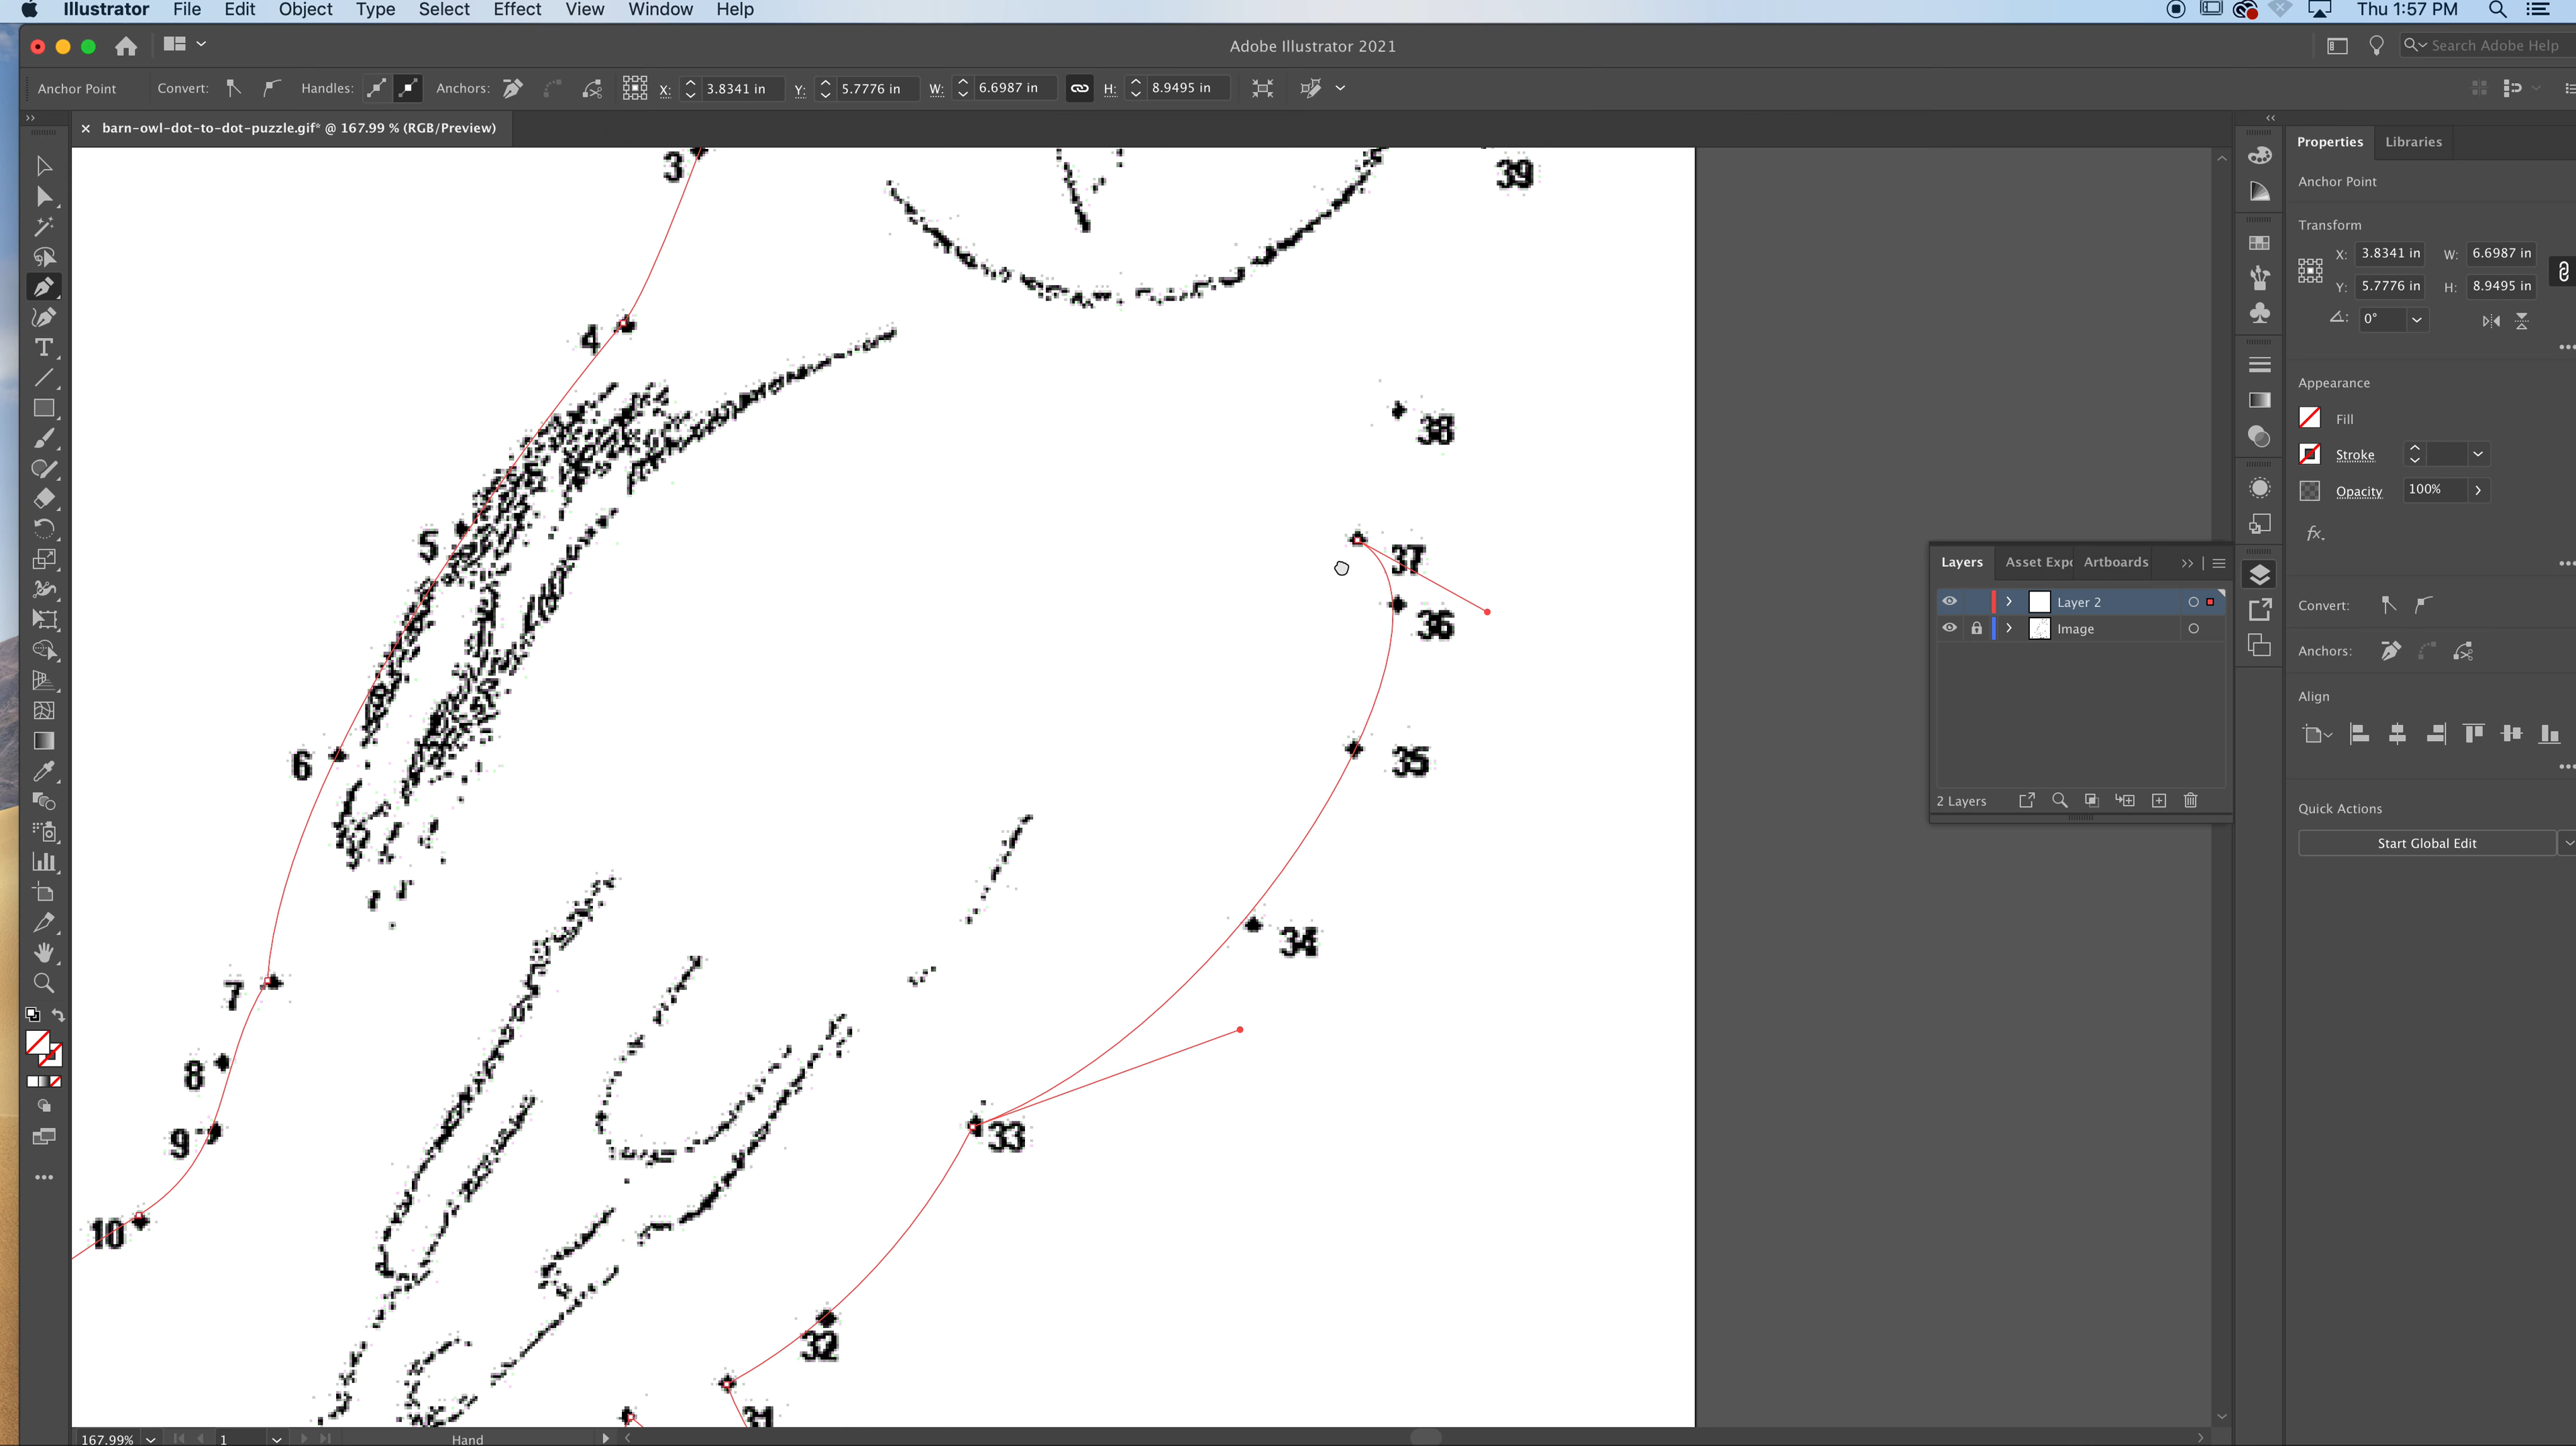 Illustrator File Edit Object Type Select Effect View Window Help Thu 1:57 PM
Adobe Illustrator 2021 Search Adobe Help
Anchor Point Convert: Handles: Anchors: X: 3.8341 in Y: 5.7776 in W: 6.6987 in H: 8.9495 in
× barn-owl-dot-to-dot-puzzle.gif* @ 167.99 % (RGB/Preview)
Properties Libraries
Anchor Point
Transform
X: 3.8341 in W: 6.6987 in
Y: 5.7776 in H: 8.9495 in
0°
Appearance
Fill
Stroke
Opacity 100%
fx.
Convert:
Anchors:
Align
Quick Actions
Start Global Edit
Layers Asset Expo Artboards
Layer 2
Image
2 Layers
3
39
4
38
5
37
36
6
35
34
7
8
33
9
10
32
31
167.99% 1 Hand